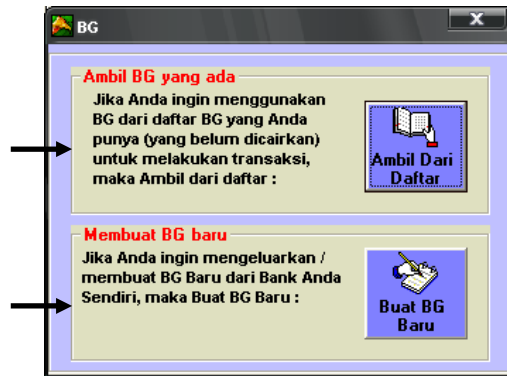 BG
X
Ambil BG yang ada
Jika Anda ingin menggunakan
BG dari daftar BG yang Anda
punya (yang belum dicairkan)
untuk melakukan transaksi,
maka Ambil dari daftar :
Ambil Dari
Daftar
Membuat BG baru
Jika Anda ingin mengeluarkan /
membuat BG Baru dari Bank Anda
Sendiri, maka Buat BG Baru :
Buat BG
Baru